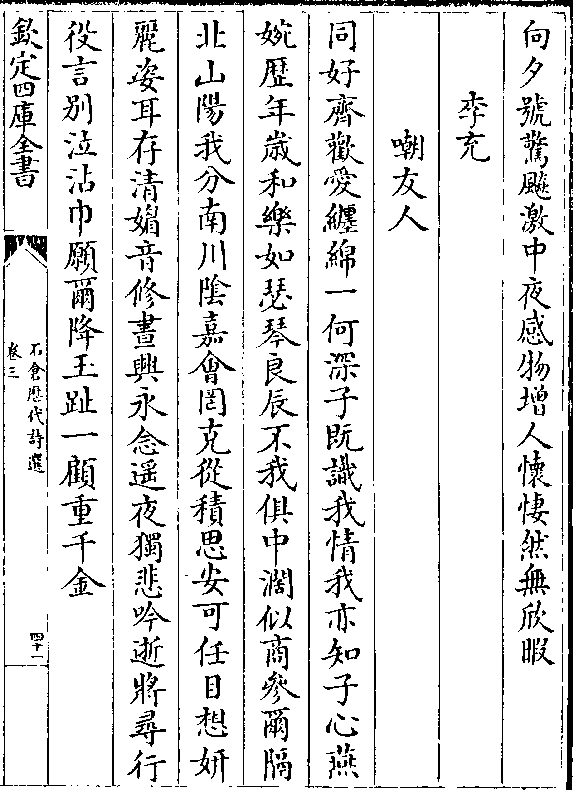 向夕號驚飈激中夜感物增人懷悽然無欣暇
李充
嘲友人
同好齊歡愛纒綿一何深子既識我情我亦知子心燕
婉歴年歲和樂如瑟琴良辰不我俱中濶似商參爾隔
北山陽我分南川隂嘉會罔克從積思安可任目想妍
麗姿耳存清媚音修晝興永念遥夜獨悲吟逝將尋行
役言别泣沾巾願爾降玉趾一顧重千金
欽定四庫全書
石倉歴代詩選
卷三
四十一